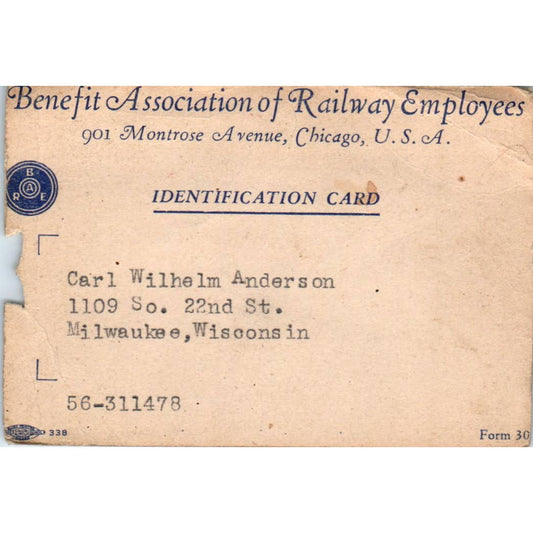 Benefit Association of Railway Employees
901 Montrose Avenue, Chicago, U. S. A.
B
A
R E
IDENTIFICATION CARD
Carl Wilhelm Anderson
1109 So. 22nd St.
Milwaukee,Wisconsin
56-311478
338
Form 30